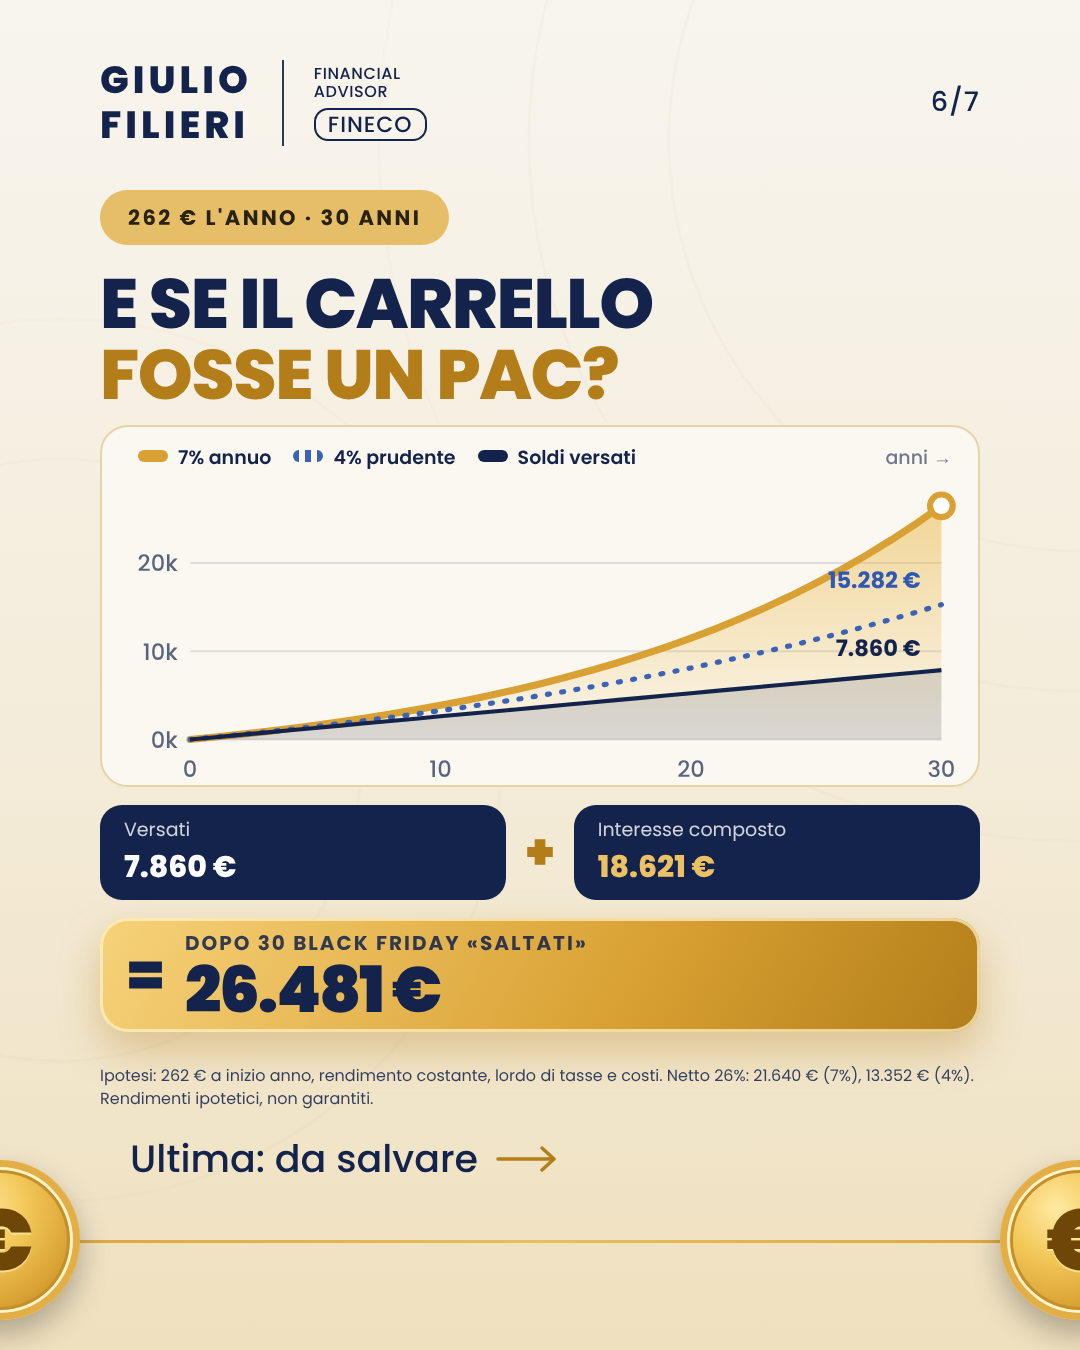 GIULIO
FILIERI
FINANCIAL
ADVISOR
FINECO
6/7
262 € L'ANNO · 30 ANNI
E SE IL CARRELLO
FOSSE UN PAC?
7% annuo
4% prudente
Soldi versati
anni →
20k
15.282 €
10k
7.860 €
0k
0
10
20
30
Versati
7.860 €
+
Interesse composto
18.621 €
=
DOPO 30 BLACK FRIDAY «SALTATI»
26.481 €
Ipotesi: 262 € a inizio anno, rendimento costante, lordo di tasse e costi. Netto 26%: 21.640 € (7%), 13.352 € (4%).
Rendimenti ipotetici, non garantiti.
Ultima: da salvare →
€
€